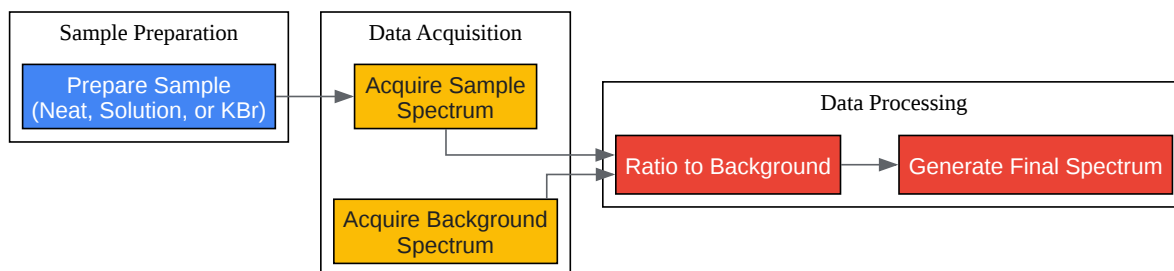 Sample Preparation
Prepare Sample
(Neat, Solution, or KBr)
Data Acquisition
Acquire Sample
Spectrum
Acquire Background
Spectrum
Data Processing
Ratio to Background
Generate Final Spectrum